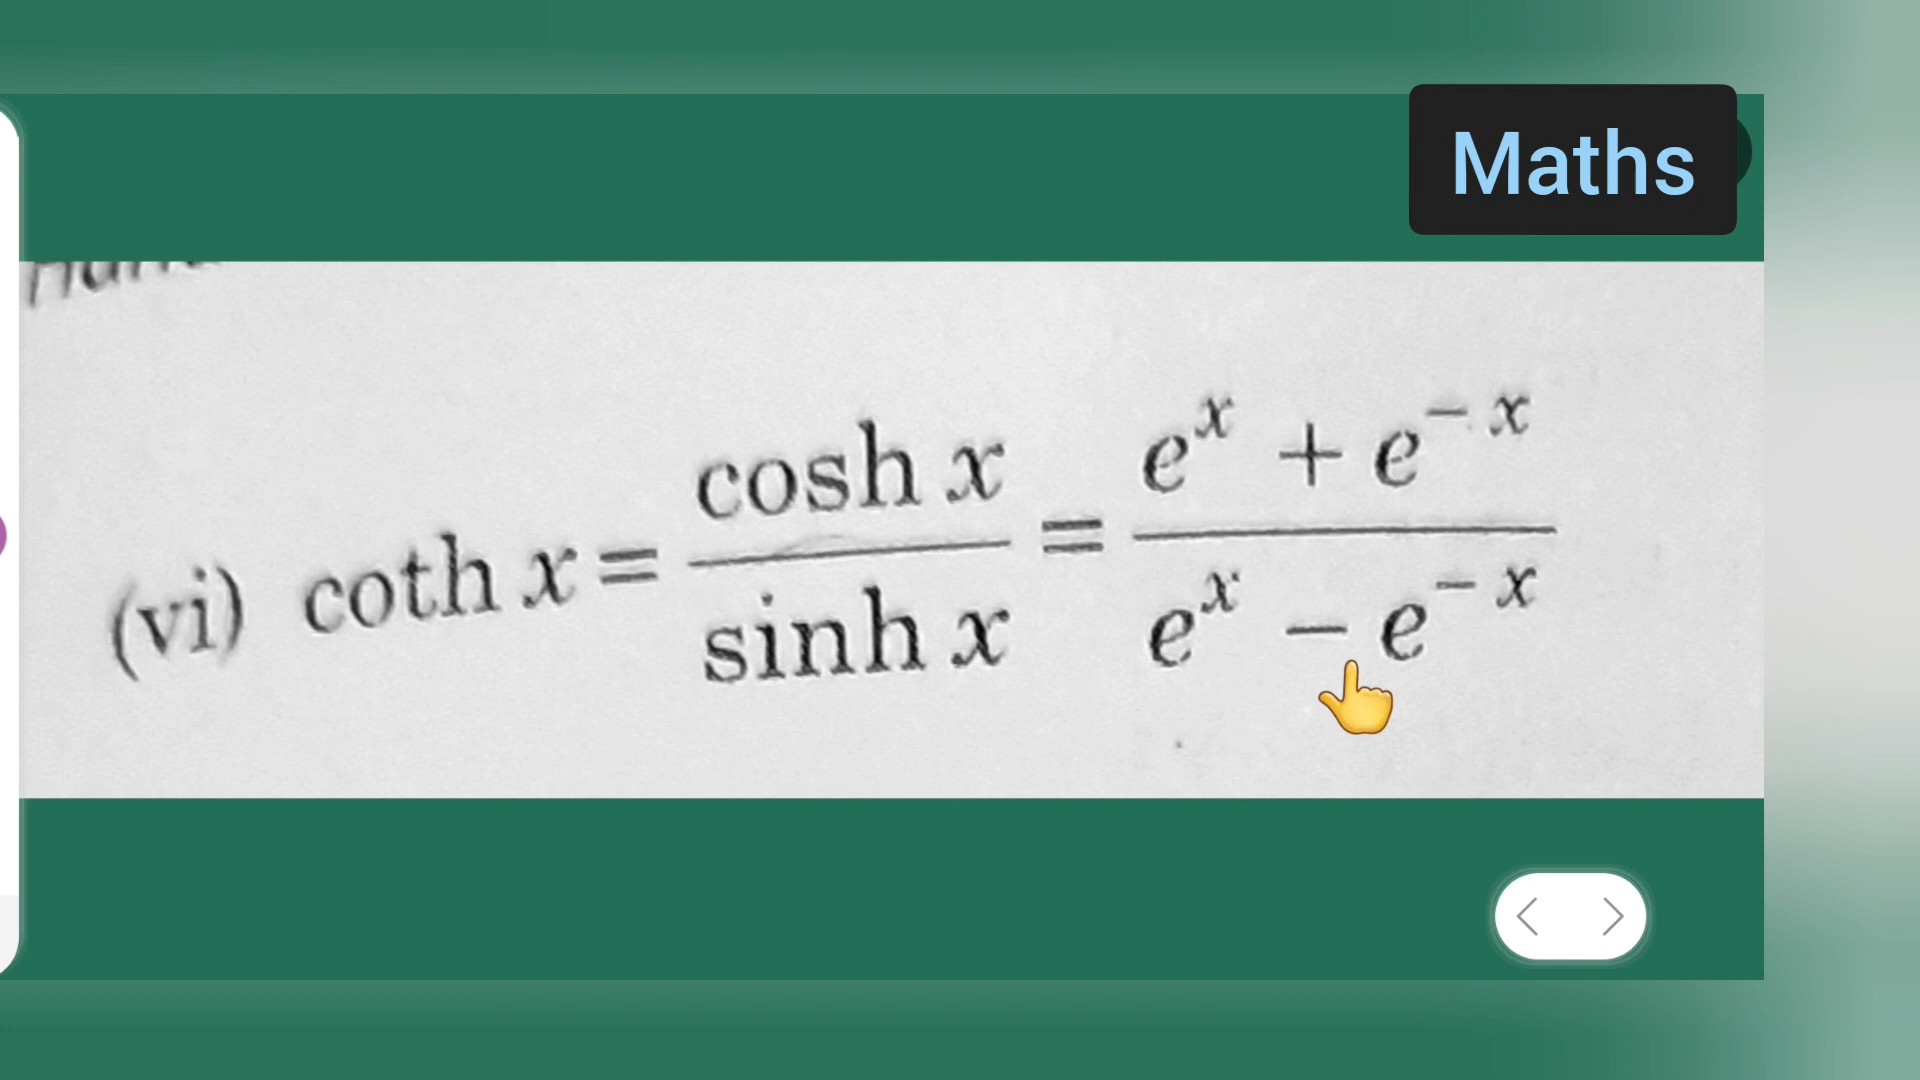 Maths
(vi) coth x = cosh x / sinh x = e^x + e^-x / e^x - e^-x